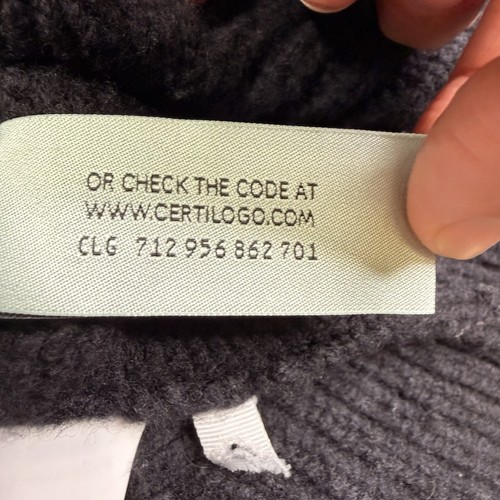 OR CHECK THE CODE AT
WWW.CERTILOGO.COM
CLG 712 956 862 701